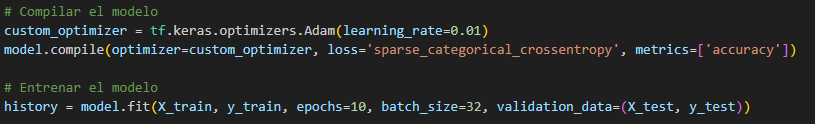 # Compilar el modelo
custom_optimizer = tf.keras.optimizers.Adam(learning_rate=0.01)
model.compile(optimizer=custom_optimizer, loss='sparse_categorical_crossentropy', metrics=['accuracy'])
# Entrenar el modelo
history = model.fit(X_train, y_train, epochs=10, batch_size=32, validation_data=(X_test, y_test))